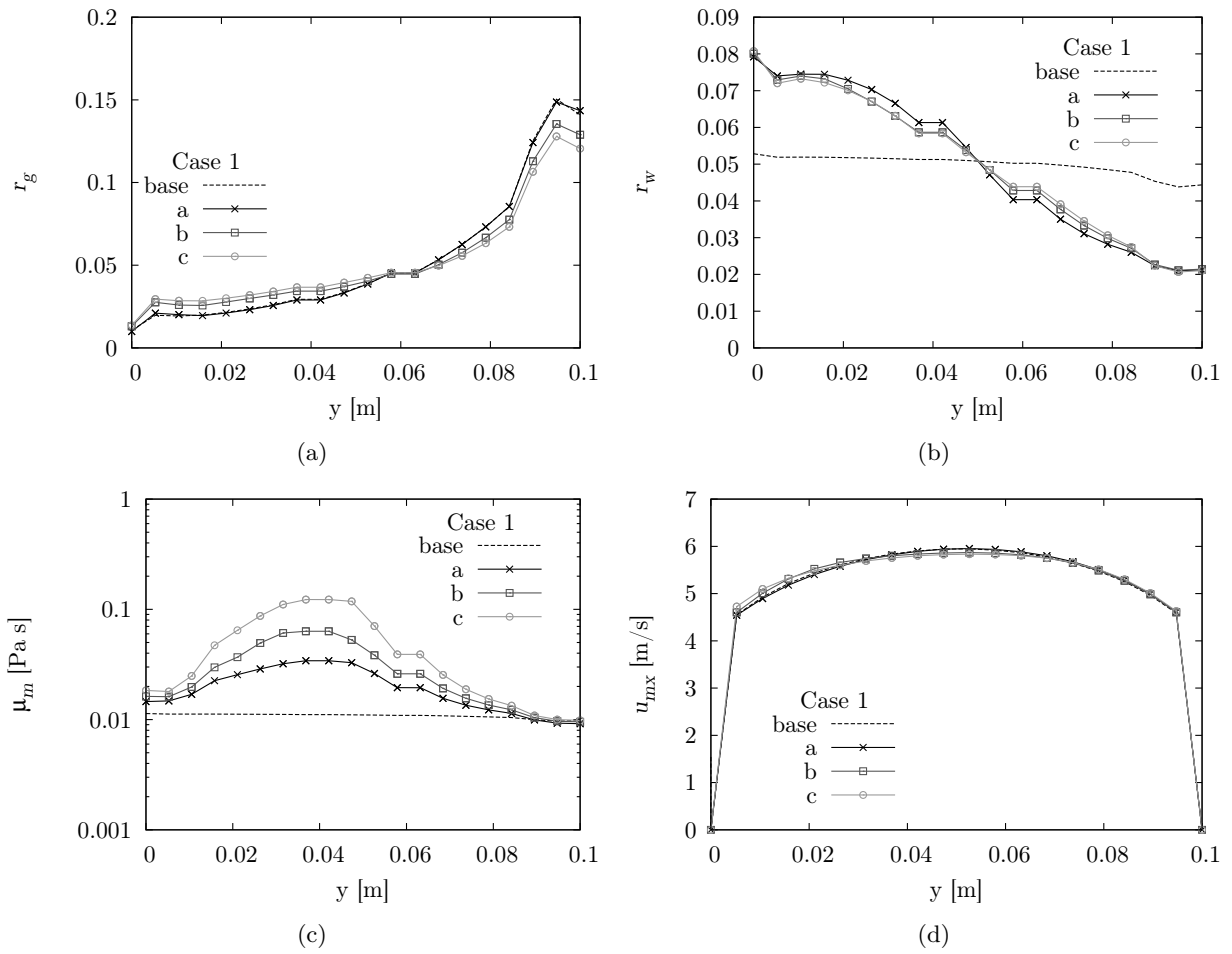 0.2
0.15
0.1
0.05
0
r_g
Case 1
base
a
b
c
0 0.02 0.04 0.06 0.08 0.1
y [m]
(a)
0.09
0.08
0.07
0.06
0.05
0.04
0.03
0.02
0.01
0
r_w
Case 1
base
a
b
c
0 0.02 0.04 0.06 0.08 0.1
y [m]
(b)
1
0.1
0.01
0.001
μ_m [Pa s]
Case 1
base
a
b
c
0 0.02 0.04 0.06 0.08 0.1
y [m]
(c)
7
6
5
4
3
2
1
0
u_mx [m/s]
Case 1
base
a
b
c
0 0.02 0.04 0.06 0.08 0.1
y [m]
(d)